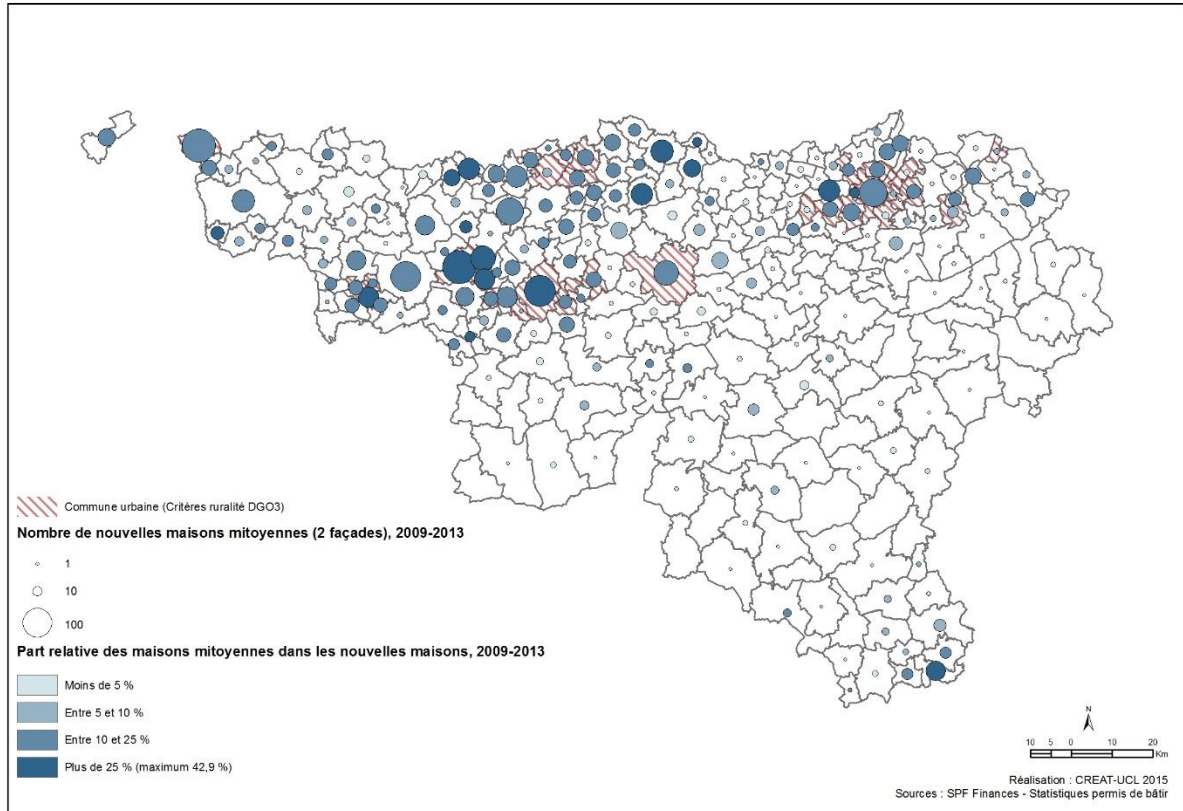 Commune urbaine (Critères ruralité DGO3)
Nombre de nouvelles maisons mitoyennes (2 façades), 2009-2013
1
10
100
Part relative des maisons mitoyennes dans les nouvelles maisons, 2009-2013
Moins de 5 %
Entre 5 et 10 %
Entre 10 et 25 %
Plus de 25 % (maximum 42,9 %)
N
10 5 0 10 20
Km
Réalisation : CREAT-UCL 2015
Sources : SPF Finances - Statistiques permis de bâtir